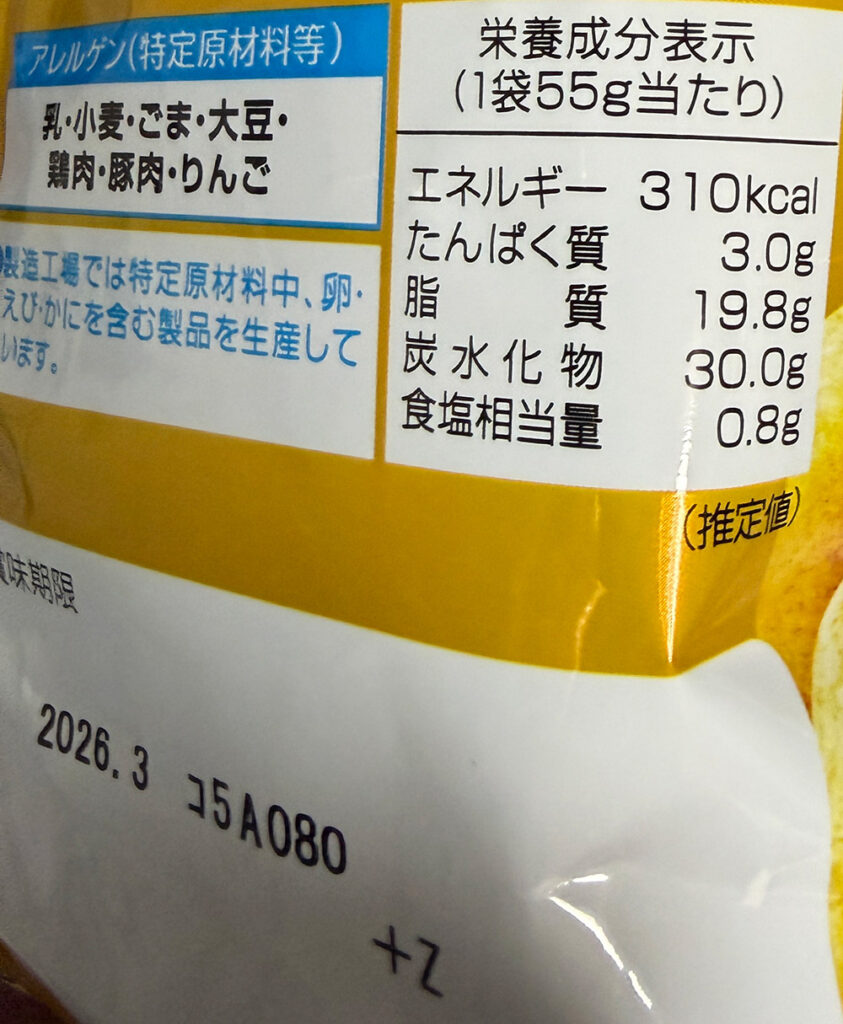 アレルゲン(特定原材料等)
乳・小麦・ごま・大豆・
鶏肉・豚肉・りんご
製造工場では特定原材料中、卵・
えび・かにを含む製品を生産して
います。
栄養成分表示
(1袋55g当たり)
エネルギー 310kcal
たんぱく質 3.0g
脂質 19.8g
炭水化物 30.0g
食塩相当量 0.8g
(推定値)
賞味期限
2026.3 コ5A080
+Z